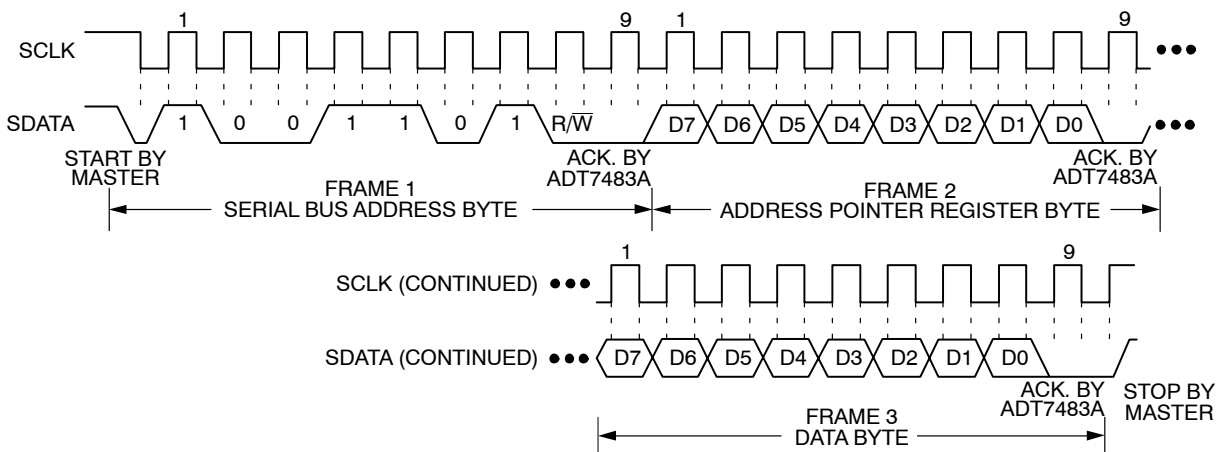 1 9 1 9
SCLK
SDATA 1 0 0 1 1 0 1 R/W̅ D7 D6 D5 D4 D3 D2 D1 D0
START BY
MASTER
ACK. BY
ADT7483A
ACK. BY
ADT7483A
FRAME 1
SERIAL BUS ADDRESS BYTE
FRAME 2
ADDRESS POINTER REGISTER BYTE
1 9
SCLK (CONTINUED)
SDATA (CONTINUED) D7 D6 D5 D4 D3 D2 D1 D0
ACK. BY
ADT7483A
STOP BY
MASTER
FRAME 3
DATA BYTE